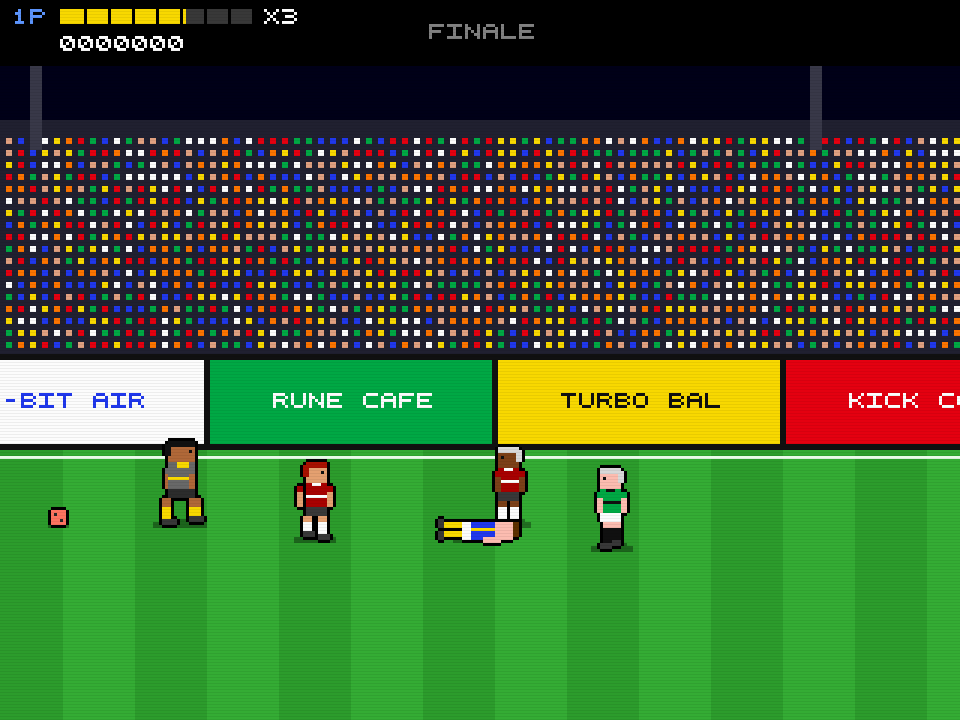 1P X3
0000000
FINALE
-BIT AIR
RUNE CAFE
TURBO BAL
KICK